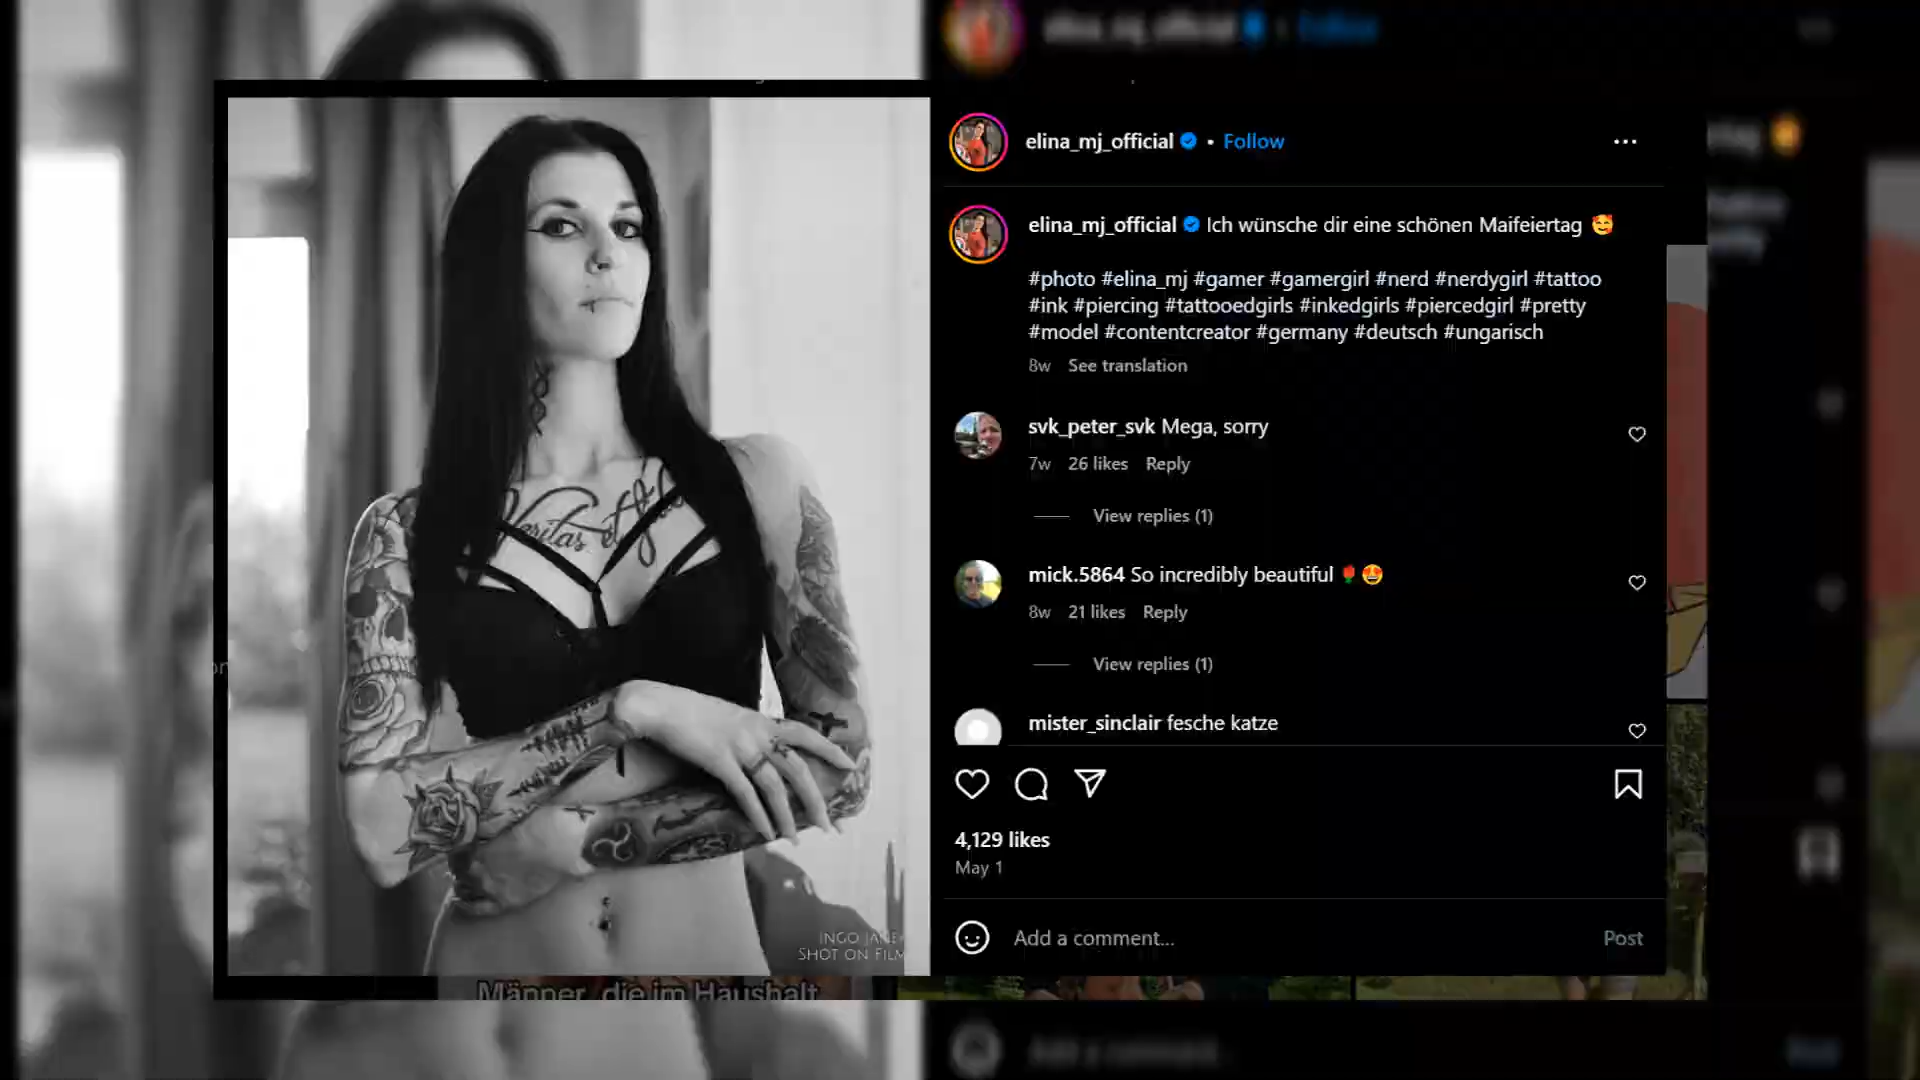 elina_mj_official • Follow
elina_mj_official Ich wünsche dir eine schönen Maifeiertag 🥰
#photo #elina_mj #gamer #gamergirl #nerd #nerdygirl #tattoo
#ink #piercing #tattooedgirls #inkedgirls #piercedgirl #pretty
#model #contentcreator #germany #deutsch #ungarisch
8w See translation
svk_peter_svk Mega, sorry
7w 26 likes Reply
View replies (1)
mick.5864 So incredibly beautiful 🌹🤩
8w 21 likes Reply
View replies (1)
mister_sinclair fesche katze
4,129 likes
May 1
Add a comment... Post
Veritas et
INGO
SHOT ON FILM
Männer, die im Haushalt